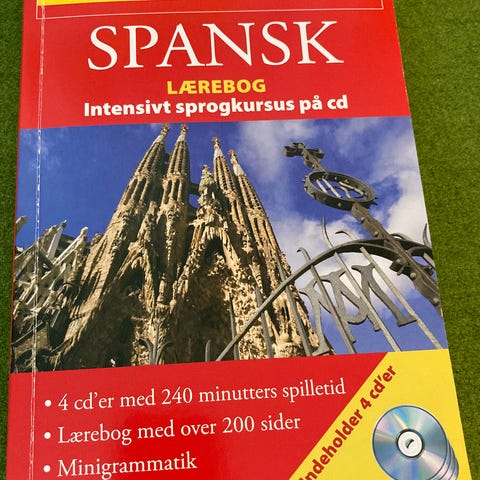 SPANSK
LÆREBOG
Intensivt sprogkursus på cd
• 4 cd'er med 240 minutters spilletid
• Lærebog med over 200 sider
• Minigrammatik
Indeholder 4 cd'er